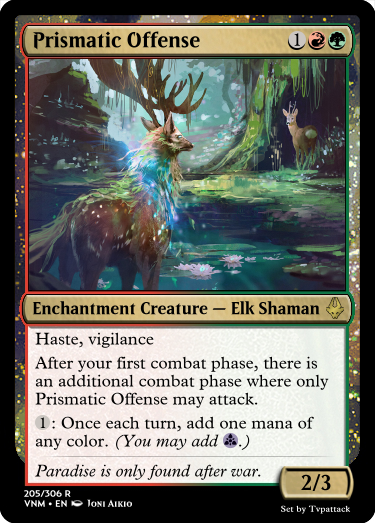 Prismatic Offense 1
Enchantment Creature — Elk Shaman
Haste, vigilance
After your first combat phase, there is
an additional combat phase where only
Prismatic Offense may attack.
1: Once each turn, add one mana of
any color. (You may add .)
Paradise is only found after war.
2/3
205/306 R
VNM • EN Joni Aikio
Set by Tvpattack